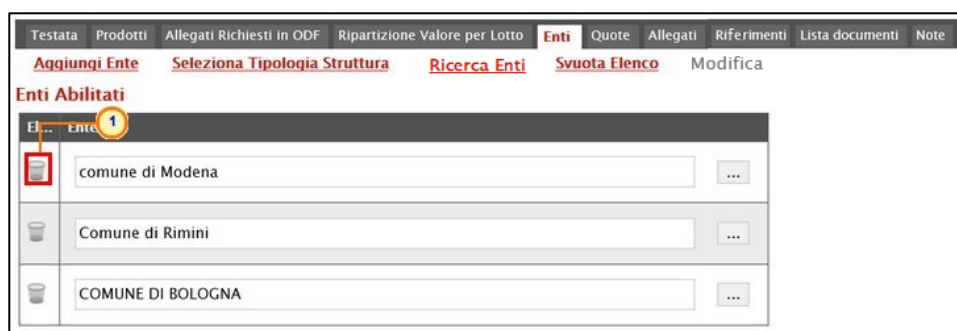 Testata Prodotti Allegati Richiesti in ODF Ripartizione Valore per Lotto Enti Quote Allegati Riferimenti Lista documenti Note
Aggiungi Ente Seleziona Tipologia Struttura Ricerca Enti Svuota Elenco Modifica
Enti Abilitati
El... Ente 1
comune di Modena ...
Comune di Rimini ...
COMUNE DI BOLOGNA ...